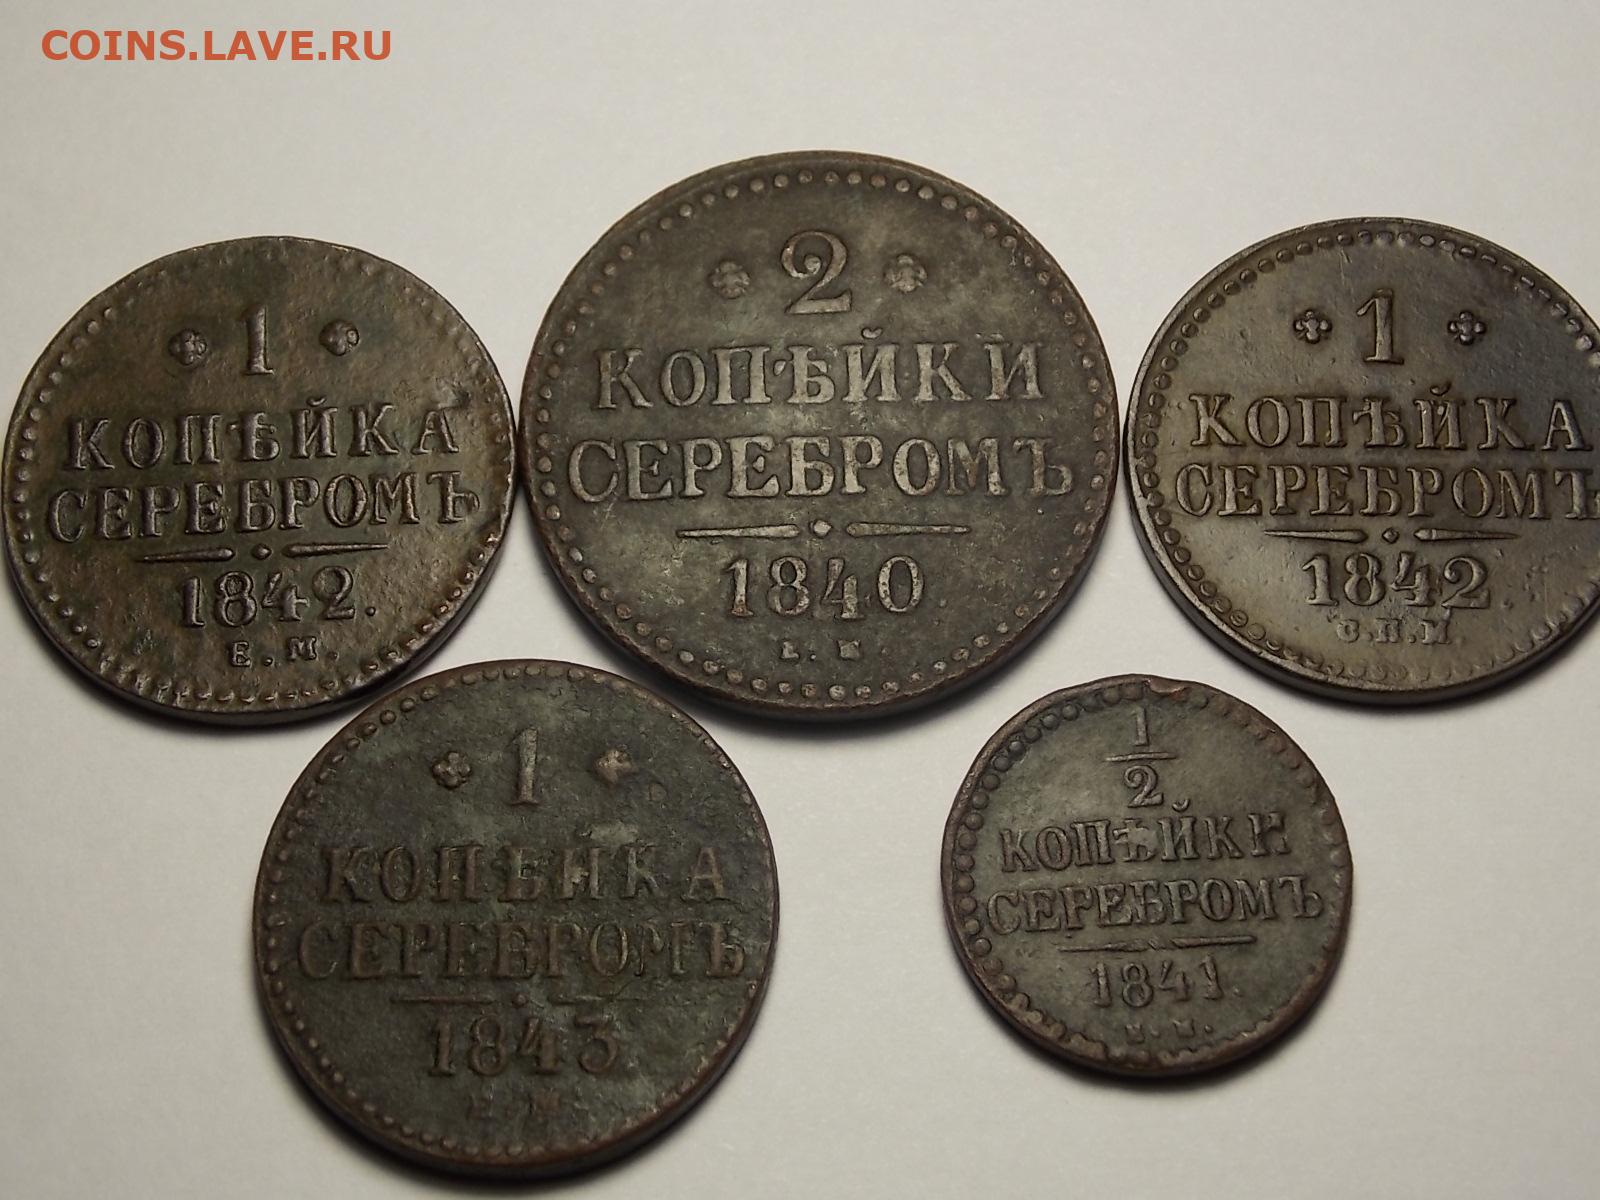 COINS.LAVE.RU
1
КОПѢЙКА
СЕРЕБРОМЪ
1842.
Е.М.
2
КОПѢЙКИ
СЕРЕБРОМЪ
1840
Е.М.
1
КОПѢЙКА
СЕРЕБРОМЪ
1842
С.П.М.
1
КОПѢЙКА
СЕРЕБРОМЪ
1843
Е.М.
1
2
КОПѢЙКИ
СЕРЕБРОМЪ
1841.